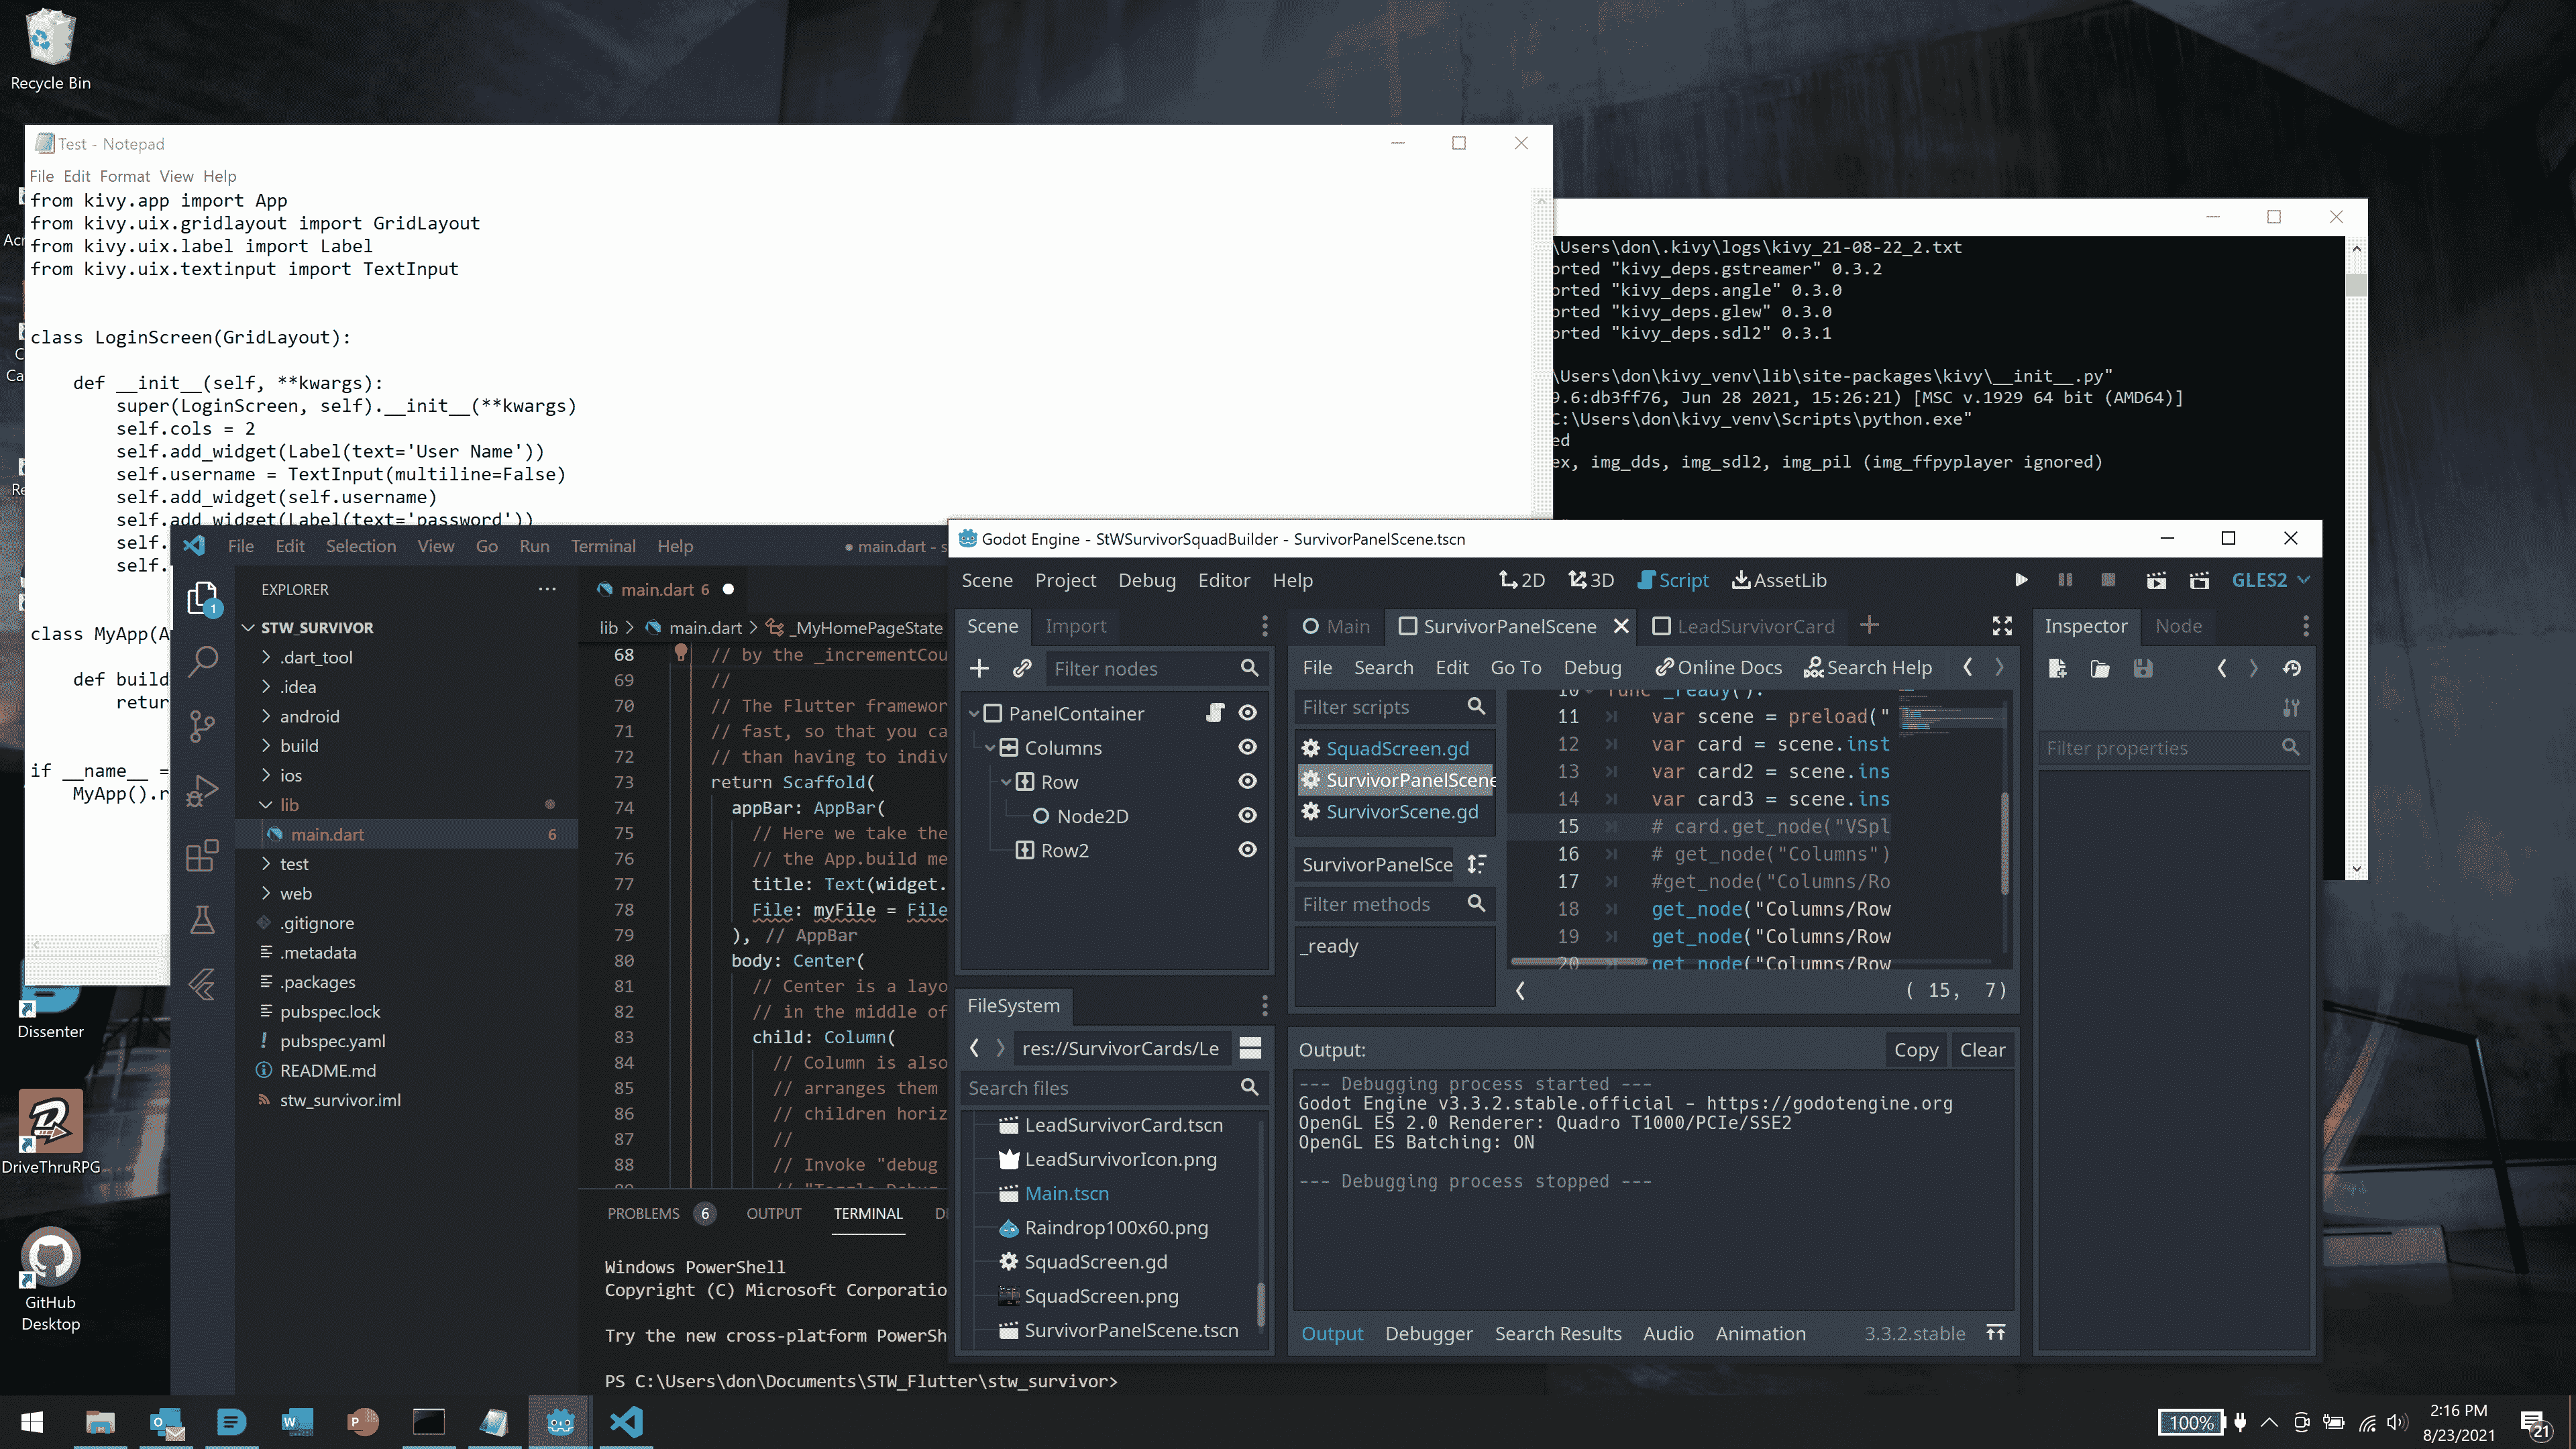 Recycle Bin
Test - Notepad
File Edit Format View Help
from kivy.app import App
from kivy.uix.gridlayout import GridLayout
from kivy.uix.label import Label
from kivy.uix.textinput import TextInput
class LoginScreen(GridLayout):
def __init__(self, **kwargs):
super(LoginScreen, self).__init__(**kwargs)
self.cols = 2
self.add_widget(Label(text='User Name'))
self.username = TextInput(multiline=False)
self.add_widget(self.username)
self.add_widget(Label(text='password'))
self.
self.
class MyApp(A
def build
retur
if __name__ =
MyApp().r
\Users\don\.kivy\logs\kivy_21-08-22_2.txt
orted "kivy_deps.gstreamer" 0.3.2
orted "kivy_deps.angle" 0.3.0
orted "kivy_deps.glew" 0.3.0
orted "kivy_deps.sdl2" 0.3.1
\Users\don\kivy_venv\lib\site-packages\kivy\__init__.py"
9.6:db3ff76, Jun 28 2021, 15:26:21) [MSC v.1929 64 bit (AMD64)]
C:\Users\don\kivy_venv\Scripts\python.exe"
ed
ex, img_dds, img_sdl2, img_pil (img_ffpyplayer ignored)
File Edit Selection View Go Run Terminal Help
● main.dart - s
EXPLORER ···
1
STW_SURVIVOR
.dart_tool
.idea
android
build
ios
lib
main.dart 6
test
web
.gitignore
.metadata
.packages
pubspec.lock
! pubspec.yaml
README.md
stw_survivor.iml
main.dart 6
lib > main.dart > _MyHomePageState
68 // by the _incrementCou
69 //
70 // The Flutter framewor
71 // fast, so that you ca
72 // than having to indiv
73 return Scaffold(
74 appBar: AppBar(
75 // Here we take the
76 // the App.build me
77 title: Text(widget.
78 File: myFile = File
79 ), // AppBar
80 body: Center(
81 // Center is a layo
82 // in the middle of
83 child: Column(
84 // Column is also
85 // arranges them
86 // children horiz
87 //
88 // Invoke "debug
89 // "Toggle Debug
PROBLEMS 6 OUTPUT TERMINAL
Windows PowerShell
Copyright (C) Microsoft Corporatio
Try the new cross-platform PowerSh
PS C:\Users\don\Documents\STW_Flutter\stw_survivor>
Godot Engine - StWSurvivorSquadBuilder - SurvivorPanelScene.tscn
Scene Project Debug Editor Help
2D 3D Script AssetLib
GLES2
Scene Import
Filter nodes
PanelContainer
Columns
Row
Node2D
Row2
FileSystem
res://SurvivorCards/Le
Search files
LeadSurvivorCard.tscn
LeadSurvivorIcon.png
Main.tscn
Raindrop100x60.png
SquadScreen.gd
SquadScreen.png
SurvivorPanelScene.tscn
Main SurvivorPanelScene LeadSurvivorCard
File Search Edit Go To Debug Online Docs Search Help
Filter scripts
SquadScreen.gd
SurvivorPanelScene
SurvivorScene.gd
SurvivorPanelSce
Filter methods
_ready
10 func _ready():
11 var scene = preload("
12 var card = scene.inst
13 var card2 = scene.ins
14 var card3 = scene.ins
15 # card.get_node("VSpl
16 # get_node("Columns")
17 #get_node("Columns/Ro
18 get_node("Columns/Row
19 get_node("Columns/Row
20 get_node("Columns/Row
( 15, 7)
Output:
Copy Clear
--- Debugging process started ---
Godot Engine v3.3.2.stable.official - https://godotengine.org
OpenGL ES 2.0 Renderer: Quadro T1000/PCIe/SSE2
OpenGL ES Batching: ON
--- Debugging process stopped ---
Output Debugger Search Results Audio Animation 3.3.2.stable
Inspector Node
Filter properties
Dissenter
DriveThruRPG
GitHub
Desktop
100%
2:16 PM
8/23/2021
21